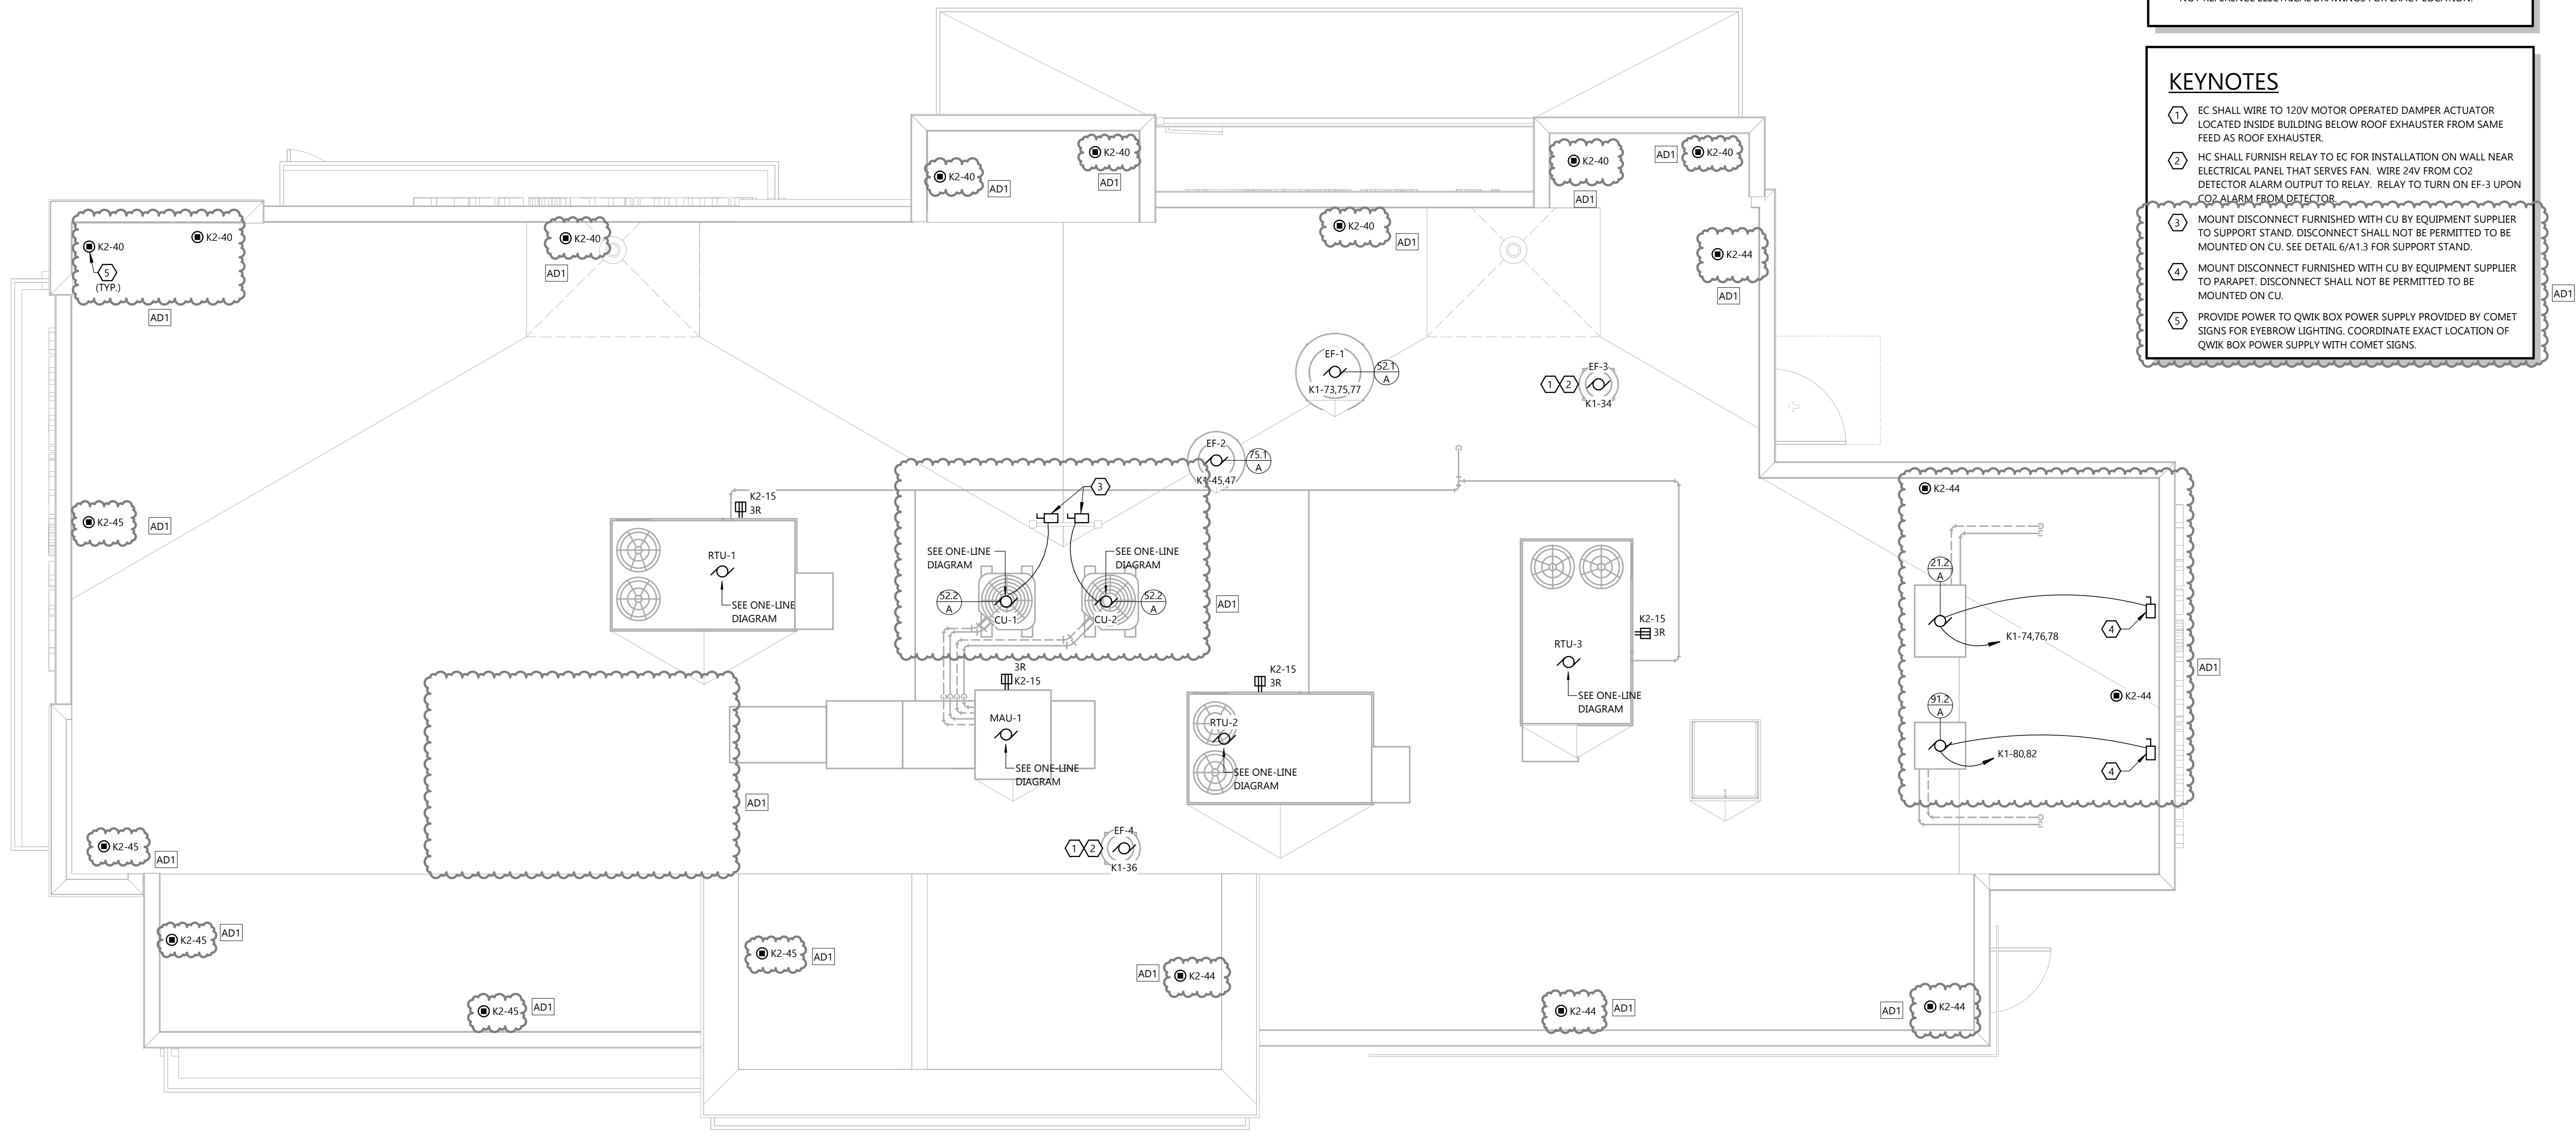 NOT REFERENCE ELECTRICAL DRAWINGS FOR EXACT LOCATION.
KEYNOTES
1 EC SHALL WIRE TO 120V MOTOR OPERATED DAMPER ACTUATOR
LOCATED INSIDE BUILDING BELOW ROOF EXHAUSTER FROM SAME
FEED AS ROOF EXHAUSTER.
2 HC SHALL FURNISH RELAY TO EC FOR INSTALLATION ON WALL NEAR
ELECTRICAL PANEL THAT SERVES FAN. WIRE 24V FROM CO2
DETECTOR ALARM OUTPUT TO RELAY. RELAY TO TURN ON EF-3 UPON
CO2 ALARM FROM DETECTOR.
3 MOUNT DISCONNECT FURNISHED WITH CU BY EQUIPMENT SUPPLIER
TO SUPPORT STAND. DISCONNECT SHALL NOT BE PERMITTED TO BE
MOUNTED ON CU. SEE DETAIL 6/A1.3 FOR SUPPORT STAND.
4 MOUNT DISCONNECT FURNISHED WITH CU BY EQUIPMENT SUPPLIER
TO PARAPET. DISCONNECT SHALL NOT BE PERMITTED TO BE
MOUNTED ON CU.
5 PROVIDE POWER TO QWIK BOX POWER SUPPLY PROVIDED BY COMET
SIGNS FOR EYEBROW LIGHTING. COORDINATE EXACT LOCATION OF
QWIK BOX POWER SUPPLY WITH COMET SIGNS.
AD1
K2-40
AD1
K2-40
AD1
K2-40
AD1
AD1
K2-40
K2-40
K2-40
5
(TYP.)
AD1
K2-40
AD1
K2-40
AD1
K2-44
AD1
EF-1
52.1
A
K1-73,75,77
1
2
EF-3
K1-34
EF-2
75.1
A
K1-45,47
K2-45
AD1
K2-15
3R
RTU-1
SEE ONE-LINE
DIAGRAM
3
SEE ONE-LINE
DIAGRAM
SEE ONE-LINE
DIAGRAM
52.2
A
52.2
A
CU-1
CU-2
AD1
3R
K2-15
MAU-1
SEE ONE-LINE
DIAGRAM
K2-15
3R
RTU-2
SEE ONE-LINE
DIAGRAM
K2-15
3R
RTU-3
SEE ONE-LINE
DIAGRAM
K2-44
21.2
A
K1-74,76,78
4
AD1
K2-44
91.2
A
K1-80,82
4
AD1
K2-45
AD1
1
2
EF-4
K1-36
K2-45
AD1
K2-45
AD1
K2-45
AD1
AD1
K2-44
K2-44
AD1
AD1
K2-44